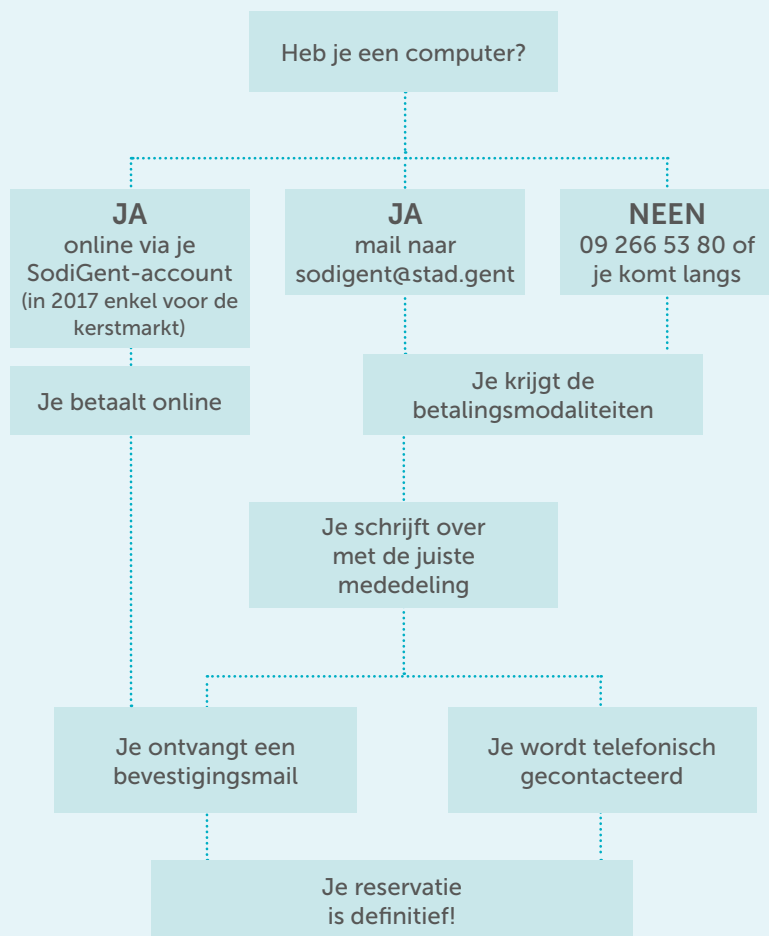 Heb je een computer?
JA
online via je
SodiGent-account
(in 2017 enkel voor de
kerstmarkt)
JA
mail naar
sodigent@stad.gent
NEEN
09 266 53 80 of
je komt langs
Je betaalt online
Je krijgt de
betalingsmodaliteiten
Je schrijft over
met de juiste
mededeling
Je ontvangt een
bevestigingsmail
Je wordt telefonisch
gecontacteerd
Je reservatie
is definitief!